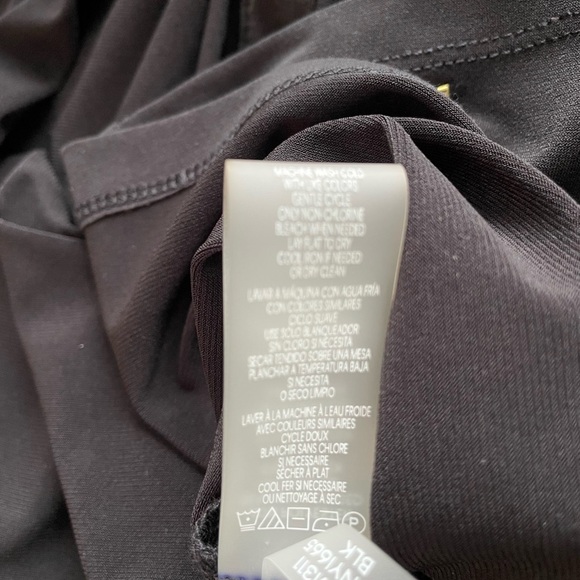 MACHINE WASH COLD
WITH LIKE COLORS
GENTLE CYCLE
ONLY NON-CHLORINE
BLEACH WHEN NEEDED
LAY FLAT TO DRY
COOL IRON IF NEEDED
OR DRY CLEAN
LAVAR A MÁQUINA CON AGUA FRÍA
CON COLORES SIMILARES
CICLO SUAVE
USE SOLO BLANQUEADOR
SIN CLORO SI NECESITA
SECAR TENDIDO SOBRE UNA MESA
PLANCHAR A TEMPERATURA BAJA
SI NECESITA
O SECO LIMPIO
LAVER À LA MACHINE À L'EAU FROIDE
AVEC COULEURS SIMILAIRES
CYCLE DOUX
BLANCHIR SANS CHLORE
SI NECESSAIRE
SÉCHER À PLAT
COOL FER SI NECESSAIRE
OU NETTOYAGE À SEC
BLK